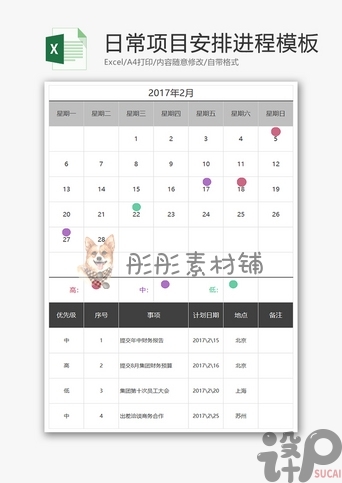 日常项目安排进程模板
Excel/A4打印/内容随意修改/自带格式
2017年2月
星期一 星期二 星期三 星期四 星期五 星期六 星期日
1 2 3 4 5
6 7 8 9 10 11 12
13 14 15 16 17 18 19
20 21 22 23 24 25 26
27 28
彤彤素材铺
高: 中: 低:
优先级 序号 事项 计划日期 地点 备注
中 1 提交年中财务报告 2017\2\15 北京
高 2 提交8月集团财务预算 2017\2\16 北京
低 3 集团第十次员工大会 2017\2\20 上海
中 4 出差洽谈商务合作 2017\2\25 苏州
SUCAI